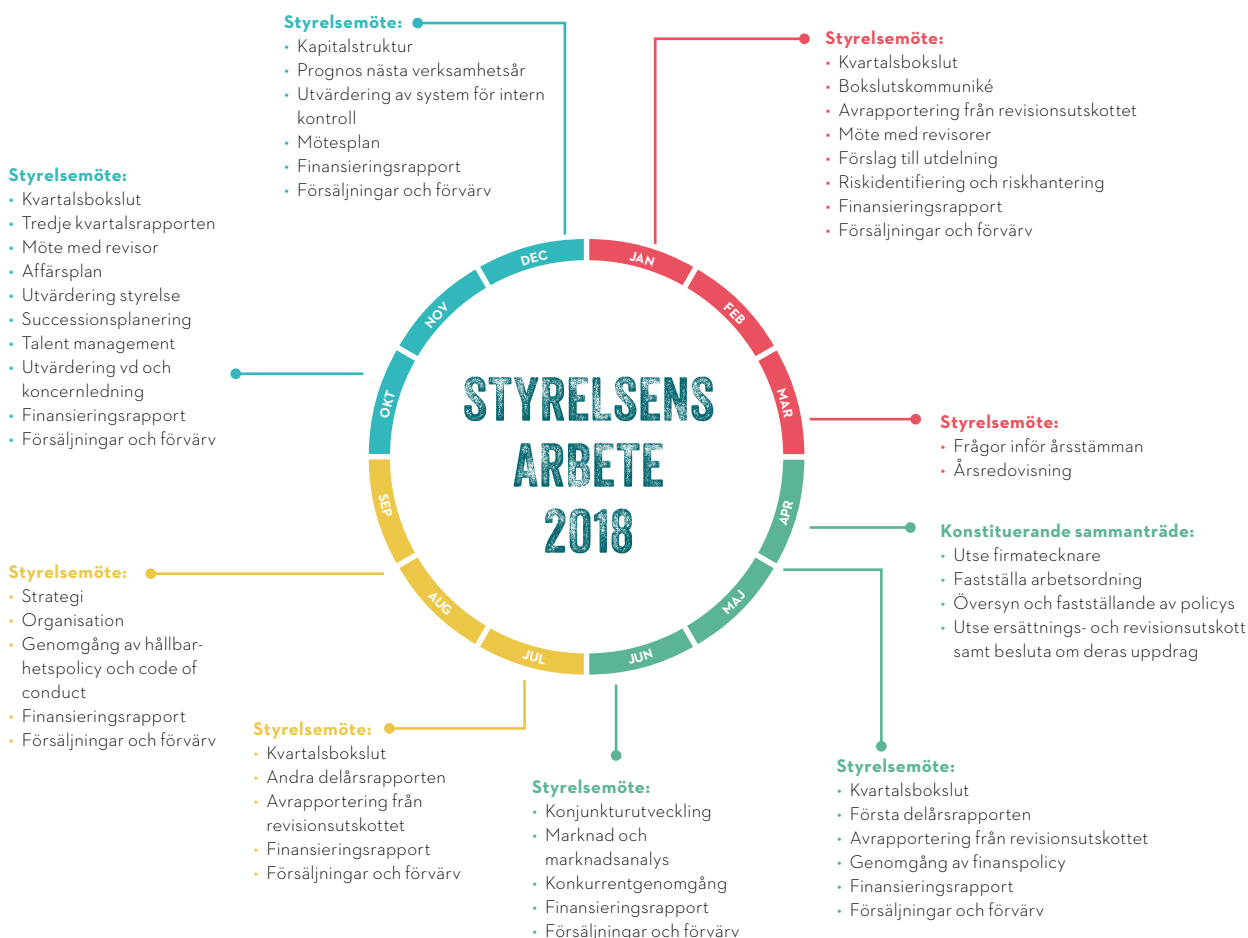 Styrelsemöte:
• Kapitalstruktur
• Prognos nästa verksamhetsår
• Utvärdering av system för intern
kontroll
• Mötesplan
• Finansieringsrapport
• Försäljningar och förvärv
Styrelsemöte:
• Kvartalsbokslut
• Bokslutskommuniké
• Avrapportering från revisionsutskottet
• Möte med revisorer
• Förslag till utdelning
• Riskidentifiering och riskhantering
• Finansieringsrapport
• Försäljningar och förvärv
Styrelsemöte:
• Kvartalsbokslut
• Tredje kvartalsrapporten
• Möte med revisor
• Affärsplan
• Utvärdering styrelse
• Successionsplanering
• Talent management
• Utvärdering vd och
koncernledning
• Finansieringsrapport
• Försäljningar och förvärv
JAN
FEB
MAR
APR
MAJ
JUN
JUL
AUG
SEP
OKT
NOV
DEC
STYRELSENS
ARBETE
2018
Styrelsemöte:
• Frågor inför årsstämman
• Årsredovisning
Konstituerande sammanträde:
• Utse firmatecknare
• Fastställa arbetsordning
• Översyn och fastställande av policys
• Utse ersättnings- och revisionsutskott
samt besluta om deras uppdrag
Styrelsemöte:
• Strategi
• Organisation
• Genomgång av hållbar-
hetspolicy och code of
conduct
• Finansieringsrapport
• Försäljningar och förvärv
Styrelsemöte:
• Kvartalsbokslut
• Andra delårsrapporten
• Avrapportering från
revisionsutskottet
• Finansieringsrapport
• Försäljningar och förvärv
Styrelsemöte:
• Konjunkturutveckling
• Marknad och
marknadsanalys
• Konkurrentgenomgång
• Finansieringsrapport
• Försäljningar och förvärv
Styrelsemöte:
• Kvartalsbokslut
• Första delårsrapporten
• Avrapportering från revisionsutskottet
• Genomgång av finanspolicy
• Finansieringsrapport
• Försäljningar och förvärv